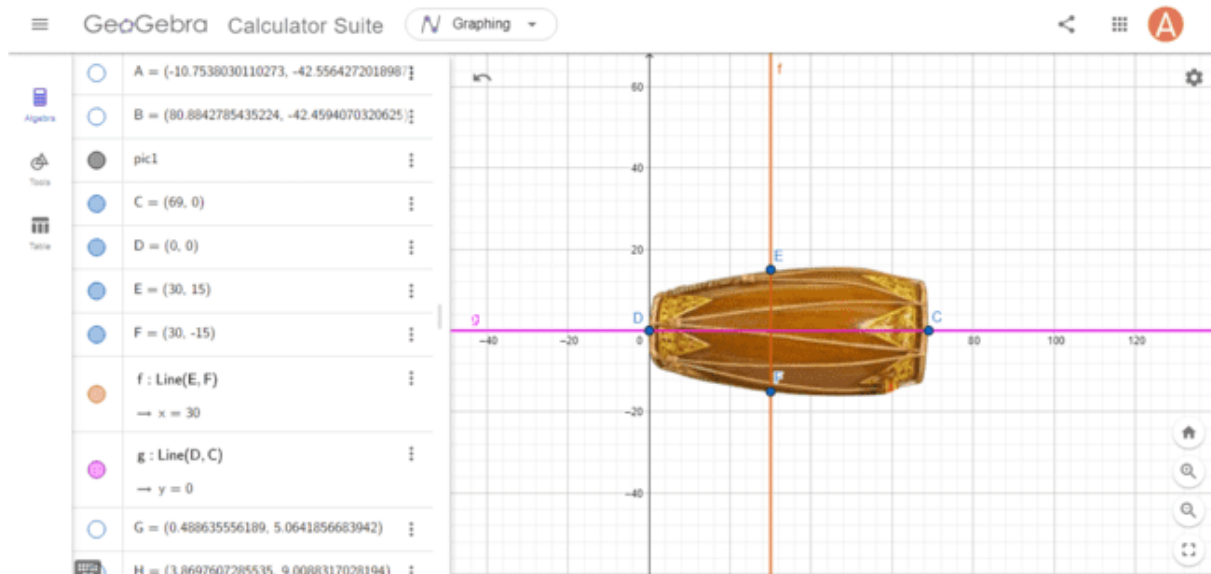 GeoGebra Calculator Suite
Graphing
A
Algebra
Tools
Table
A = (-10.7538030110273, -42.556427201898
B = (80.8842785435224, -42.4594070320625)
pic1
C = (69, 0)
D = (0, 0)
E = (30, 15)
F = (30, -15)
f : Line(E, F)
→ x = 30
g : Line(D, C)
→ y = 0
G = (0.488635556189, 5.0641856683942)
H = (3.8697607285535, 9.0088317028194)
f
60
40
20
E
g
D
C
-40
-20
0
80
100
120
F
-20
-40